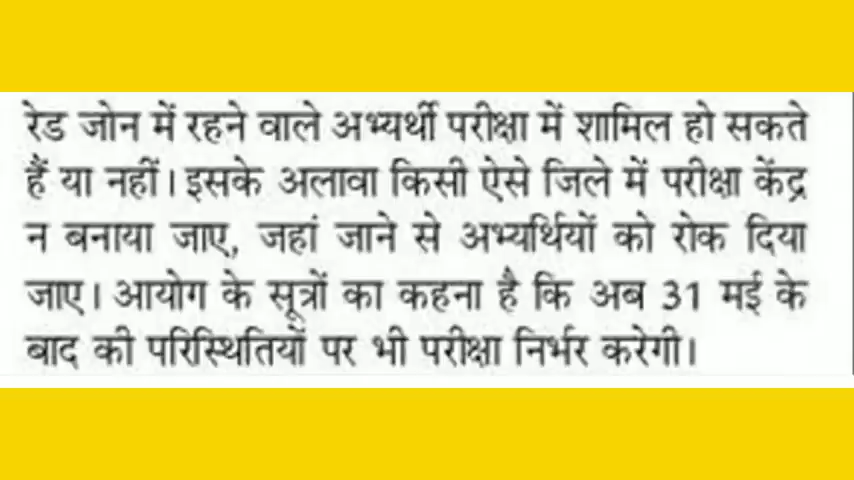 रेड जोन में रहने वाले अभ्यर्थी परीक्षा में शामिल हो सकते
हैं या नहीं। इसके अलावा किसी ऐसे जिले में परीक्षा केंद्र
न बनाया जाए, जहां जाने से अभ्यर्थियों को रोक दिया
जाए। आयोग के सूत्रों का कहना है कि अब 31 मई के
बाद की परिस्थितियों पर भी परीक्षा निर्भर करेगी।